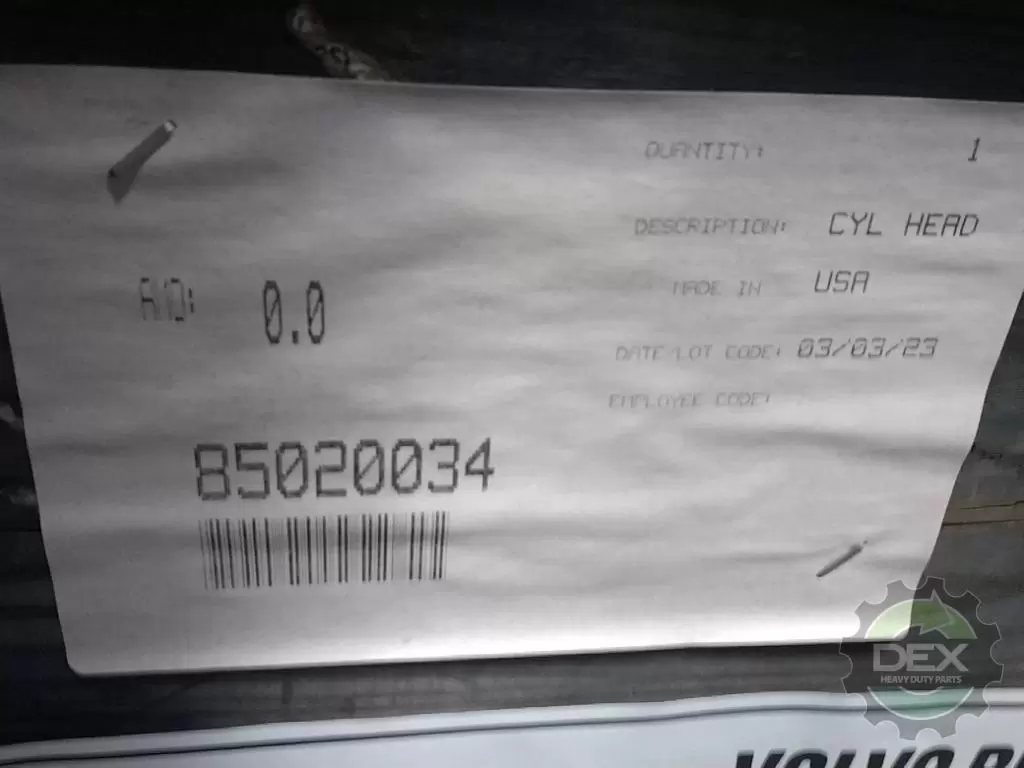 QUANTITY: 1
DESCRIPTION: CYL HEAD
MADE IN USA
R/O: 0.0
DATE/LOT CODE: 03/03/23
EMPLOYEE CODE:
85020034
DEX
HEAVY DUTY PARTS
VOLVO